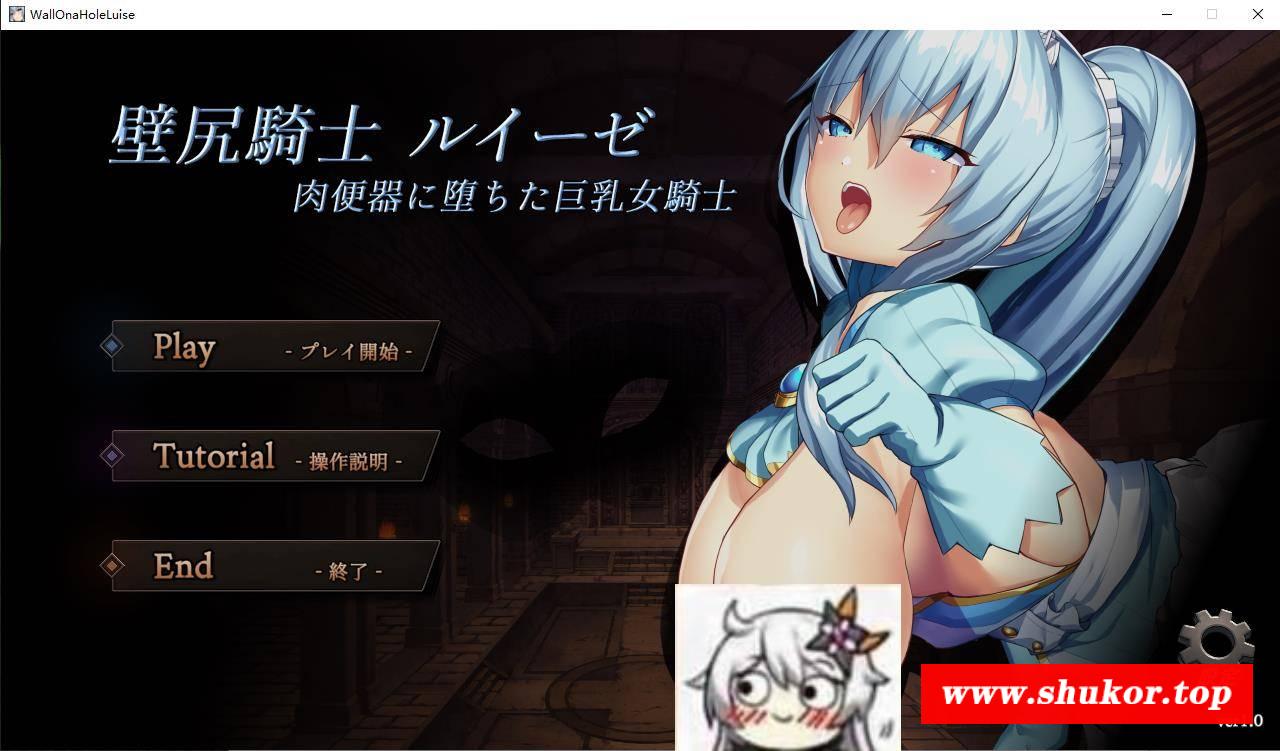 WallOnaHoleLuise
壁尻騎士 ルイーゼ
肉便器に堕ちた巨乳女騎士
Play - プレイ開始 -
Tutorial - 操作説明 -
End - 終了 -
www.shukor.top